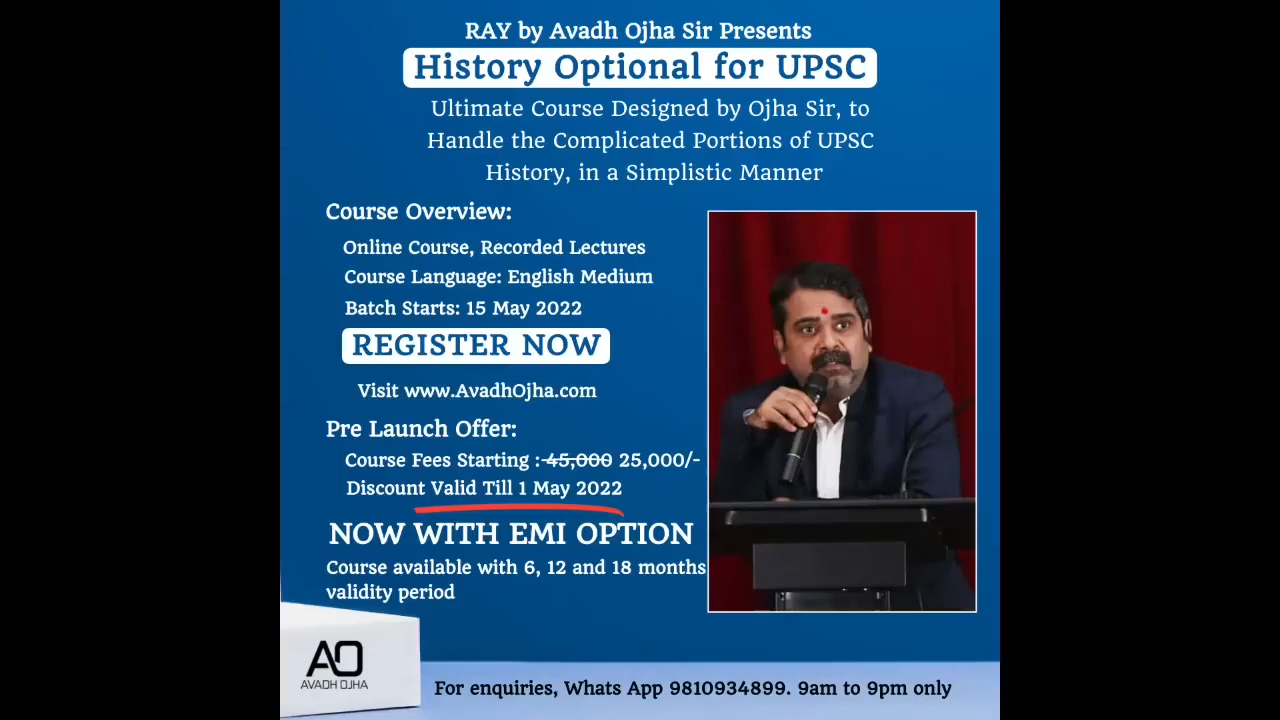 RAY by Avadh Ojha Sir Presents
History Optional for UPSC
Ultimate Course Designed by Ojha Sir, to
Handle the Complicated Portions of UPSC
History, in a Simplistic Manner
Course Overview:
Online Course, Recorded Lectures
Course Language: English Medium
Batch Starts: 15 May 2022
REGISTER NOW
Visit www.AvadhOjha.com
Pre Launch Offer:
Course Fees Starting : 45,000 25,000/-
Discount Valid Till 1 May 2022
NOW WITH EMI OPTION
Course available with 6, 12 and 18 months
validity period
AO
AVADH OJHA
For enquiries, Whats App 9810934899. 9am to 9pm only